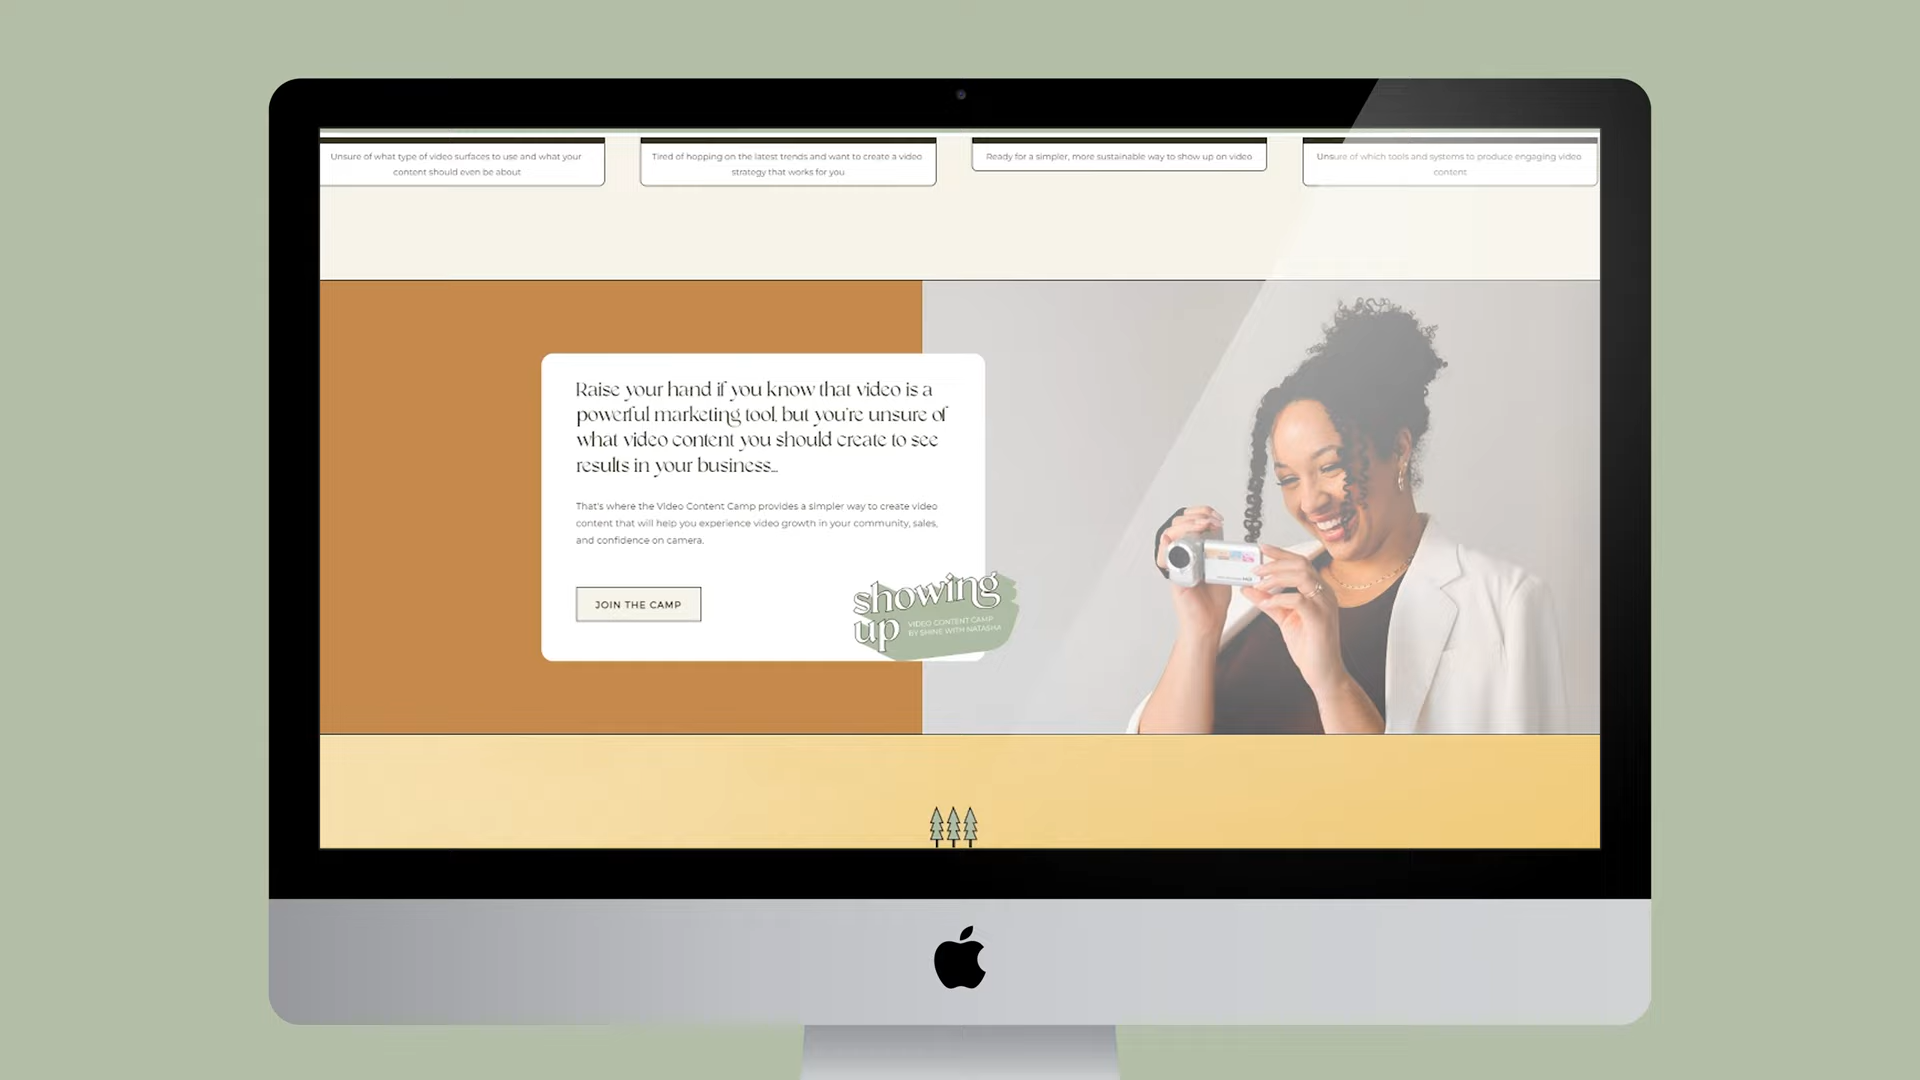 Unsure of what type of video surfaces to use and what your
content should even be about
Tired of hopping on the latest trends and want to create a video
strategy that works for you
Ready for a simpler, more sustainable way to show up on video
Unsure of which tools and systems to produce engaging video
content
Raise your hand if you know that video is a
powerful marketing tool, but you're unsure of
what video content you should create to see
results in your business...
That's where the Video Content Camp provides a simpler way to create video
content that will help you experience video growth in your community, sales,
and confidence on camera.
JOIN THE CAMP
showing
up
VIDEO CONTENT CAMP
BY SHINE WITH NATASHA